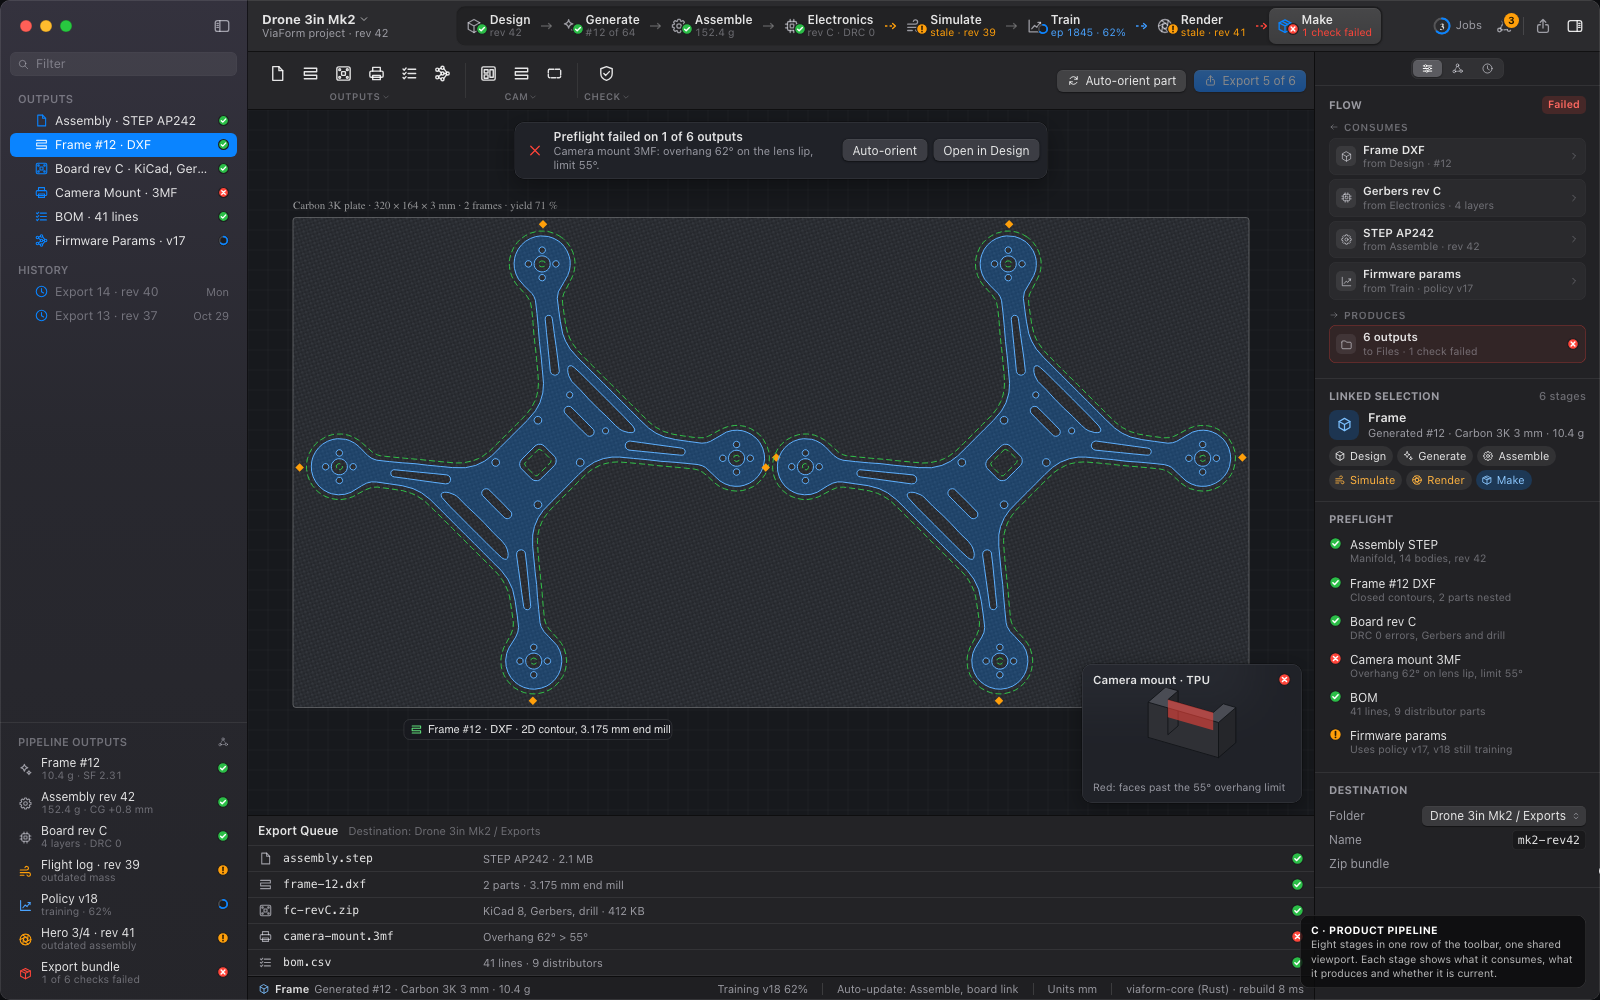 Drone 3in Mk2
ViaForm project · rev 42
Design
rev 42
Generate
#12 of 64
Assemble
152.4 g
Electronics
rev C · DRC 0
Simulate
stale · rev 39
Train
ep 1845 · 62%
Render
stale · rev 41
Make
1 check failed
3 Jobs
3
Filter
OUTPUTS
Assembly · STEP AP242
Frame #12 · DXF
Board rev C · KiCad, Ger...
Camera Mount · 3MF
BOM · 41 lines
Firmware Params · v17
HISTORY
Export 14 · rev 40 Mon
Export 13 · rev 37 Oct 29
PIPELINE OUTPUTS
Frame #12
10.4 g · SF 2.31
Assembly rev 42
152.4 g · CG +0.8 mm
Board rev C
4 layers · DRC 0
Flight log · rev 39
outdated mass
Policy v18
training · 62%
Hero 3/4 · rev 41
outdated assembly
Export bundle
1 of 6 checks failed
OUTPUTS
CAM
CHECK
Auto-orient part
Export 5 of 6
Preflight failed on 1 of 6 outputs
Camera mount 3MF: overhang 62° on the lens lip,
limit 55°.
Auto-orient
Open in Design
Carbon 3K plate · 320 × 164 × 3 mm · 2 frames · yield 71 %
Frame #12 · DXF · 2D contour, 3.175 mm end mill
Camera mount · TPU
Red: faces past the 55° overhang limit
Export Queue Destination: Drone 3in Mk2 / Exports
assembly.step STEP AP242 · 2.1 MB
frame-12.dxf 2 parts · 3.175 mm end mill
fc-revC.zip KiCad 8, Gerbers, drill · 412 KB
camera-mount.3mf Overhang 62° > 55°
bom.csv 41 lines · 9 distributors
Frame Generated #12 · Carbon 3K 3 mm · 10.4 g
Training v18 62%
Auto-update: Assemble, board link
Units mm
viaform-core (Rust) · rebuild 8 ms
FLOW Failed
← CONSUMES
Frame DXF
from Design · #12
Gerbers rev C
from Electronics · 4 layers
STEP AP242
from Assemble · rev 42
Firmware params
from Train · policy v17
→ PRODUCES
6 outputs
to Files · 1 check failed
LINKED SELECTION 6 stages
Frame
Generated #12 · Carbon 3K 3 mm · 10.4 g
Design Generate Assemble
Simulate Render Make
PREFLIGHT
Assembly STEP
Manifold, 14 bodies, rev 42
Frame #12 DXF
Closed contours, 2 parts nested
Board rev C
DRC 0 errors, Gerbers and drill
Camera mount 3MF
Overhang 62° on lens lip, limit 55°
BOM
41 lines, 9 distributor parts
Firmware params
Uses policy v17, v18 still training
DESTINATION
Folder Drone 3in Mk2 / Exports
Name mk2-rev42
Zip bundle
C · PRODUCT PIPELINE
Eight stages in one row of the toolbar, one shared
viewport. Each stage shows what it consumes, what
it produces and whether it is current.